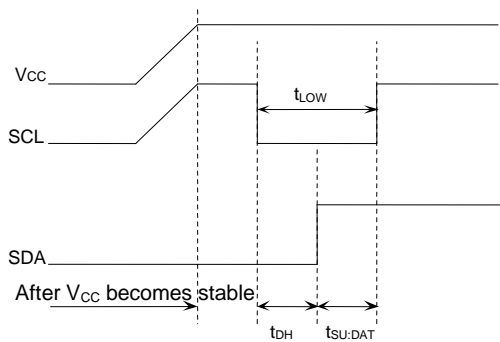 VCC
tLOW
SCL
SDA
After VCC becomes stable
tDH
tSU;DAT